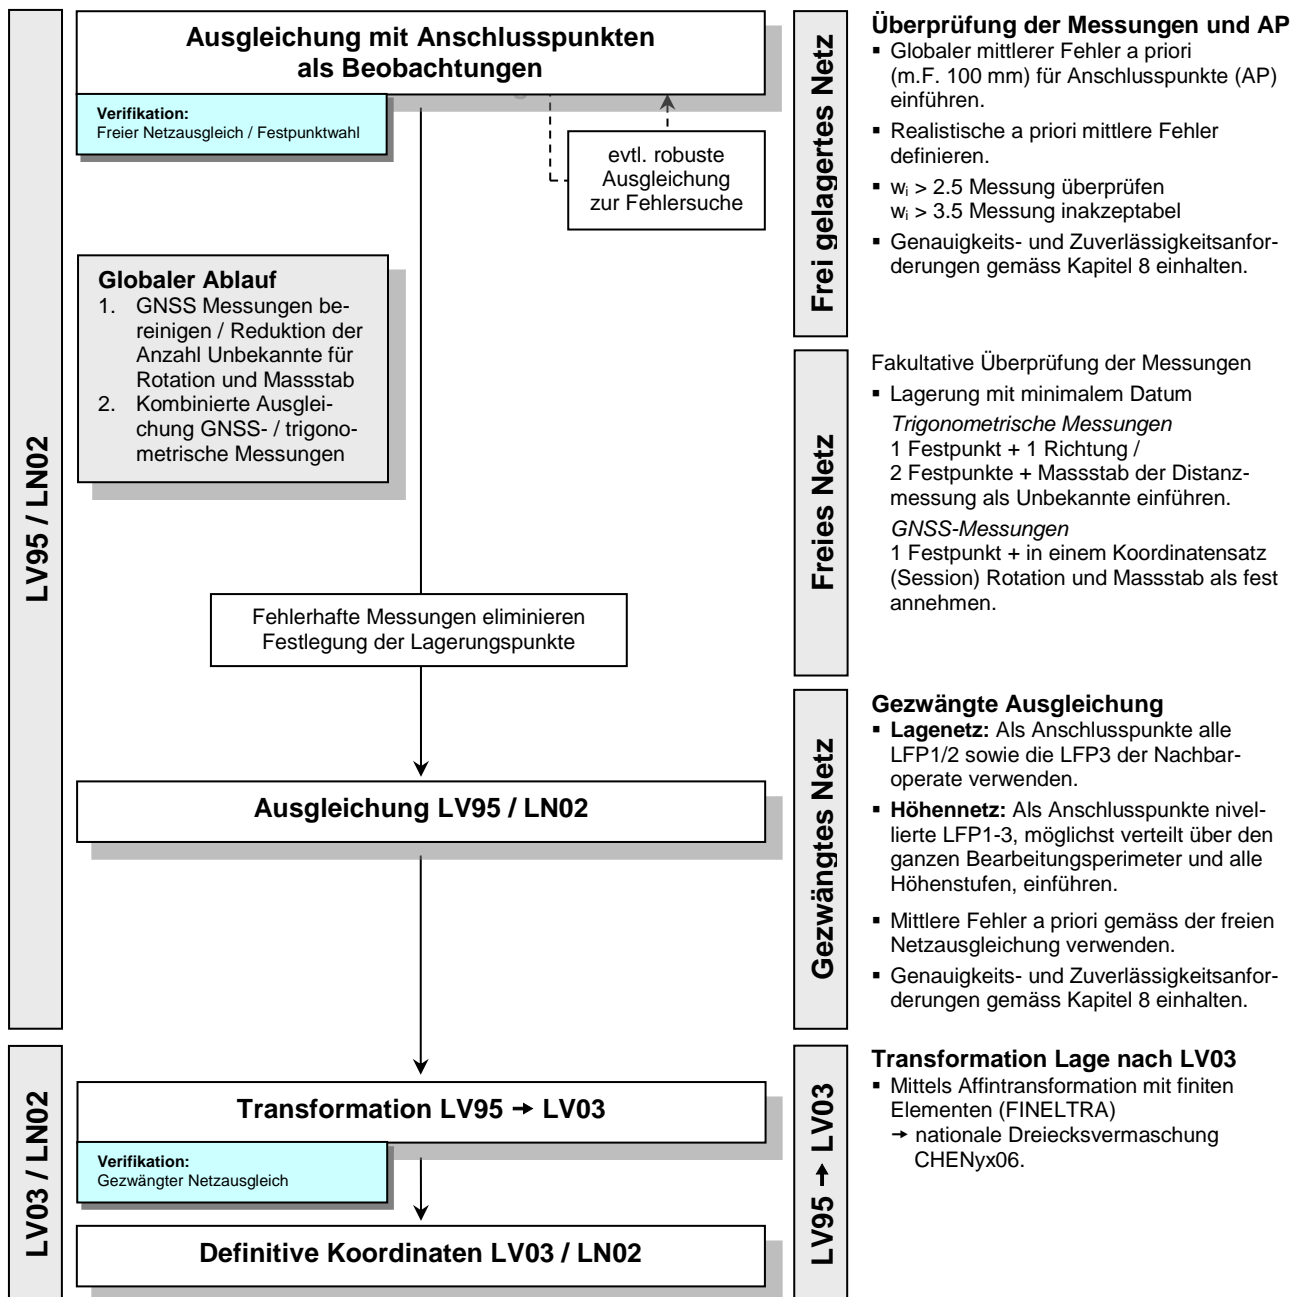 LV95 / LN02
Ausgleichung mit Anschlusspunkten
als Beobachtungen
Verifikation:
Freier Netzausgleich / Festpunktwahl
evtl. robuste
Ausgleichung
zur Fehlersuche
Globaler Ablauf
1. GNSS Messungen be-
reinigen / Reduktion der
Anzahl Unbekannte für
Rotation und Massstab
2. Kombinierte Ausglei-
chung GNSS- / trigono-
metrische Messungen
Fehlerhafte Messungen eliminieren
Festlegung der Lagerungspunkte
Ausgleichung LV95 / LN02
LV03 / LN02
Transformation LV95 → LV03
Verifikation:
Gezwängter Netzausgleich
Definitive Koordinaten LV03 / LN02
Frei gelagertes Netz
Überprüfung der Messungen und AP
▪ Globaler mittlerer Fehler a priori
(m.F. 100 mm) für Anschlusspunkte (AP)
einführen.
▪ Realistische a priori mittlere Fehler
definieren.
▪ wᵢ > 2.5 Messung überprüfen
wᵢ > 3.5 Messung inakzeptabel
▪ Genauigkeits- und Zuverlässigkeitsanfor-
derungen gemäss Kapitel 8 einhalten.
Freies Netz
Fakultative Überprüfung der Messungen
▪ Lagerung mit minimalem Datum
Trigonometrische Messungen
1 Festpunkt + 1 Richtung /
2 Festpunkte + Massstab der Distanz-
messung als Unbekannte einführen.
GNSS-Messungen
1 Festpunkt + in einem Koordinatensatz
(Session) Rotation und Massstab als fest
annehmen.
Gezwängtes Netz
Gezwängte Ausgleichung
▪ Lagenetz: Als Anschlusspunkte alle
LFP1/2 sowie die LFP3 der Nachbar-
operate verwenden.
▪ Höhennetz: Als Anschlusspunkte nivel-
lierte LFP1-3, möglichst verteilt über den
ganzen Bearbeitungsperimeter und alle
Höhenstufen, einführen.
▪ Mittlere Fehler a priori gemäss der freien
Netzausgleichung verwenden.
▪ Genauigkeits- und Zuverlässigkeitsanfor-
derungen gemäss Kapitel 8 einhalten.
LV95 → LV03
Transformation Lage nach LV03
▪ Mittels Affintransformation mit finiten
Elementen (FINELTRA)
→ nationale Dreiecksvermaschung
CHENyx06.